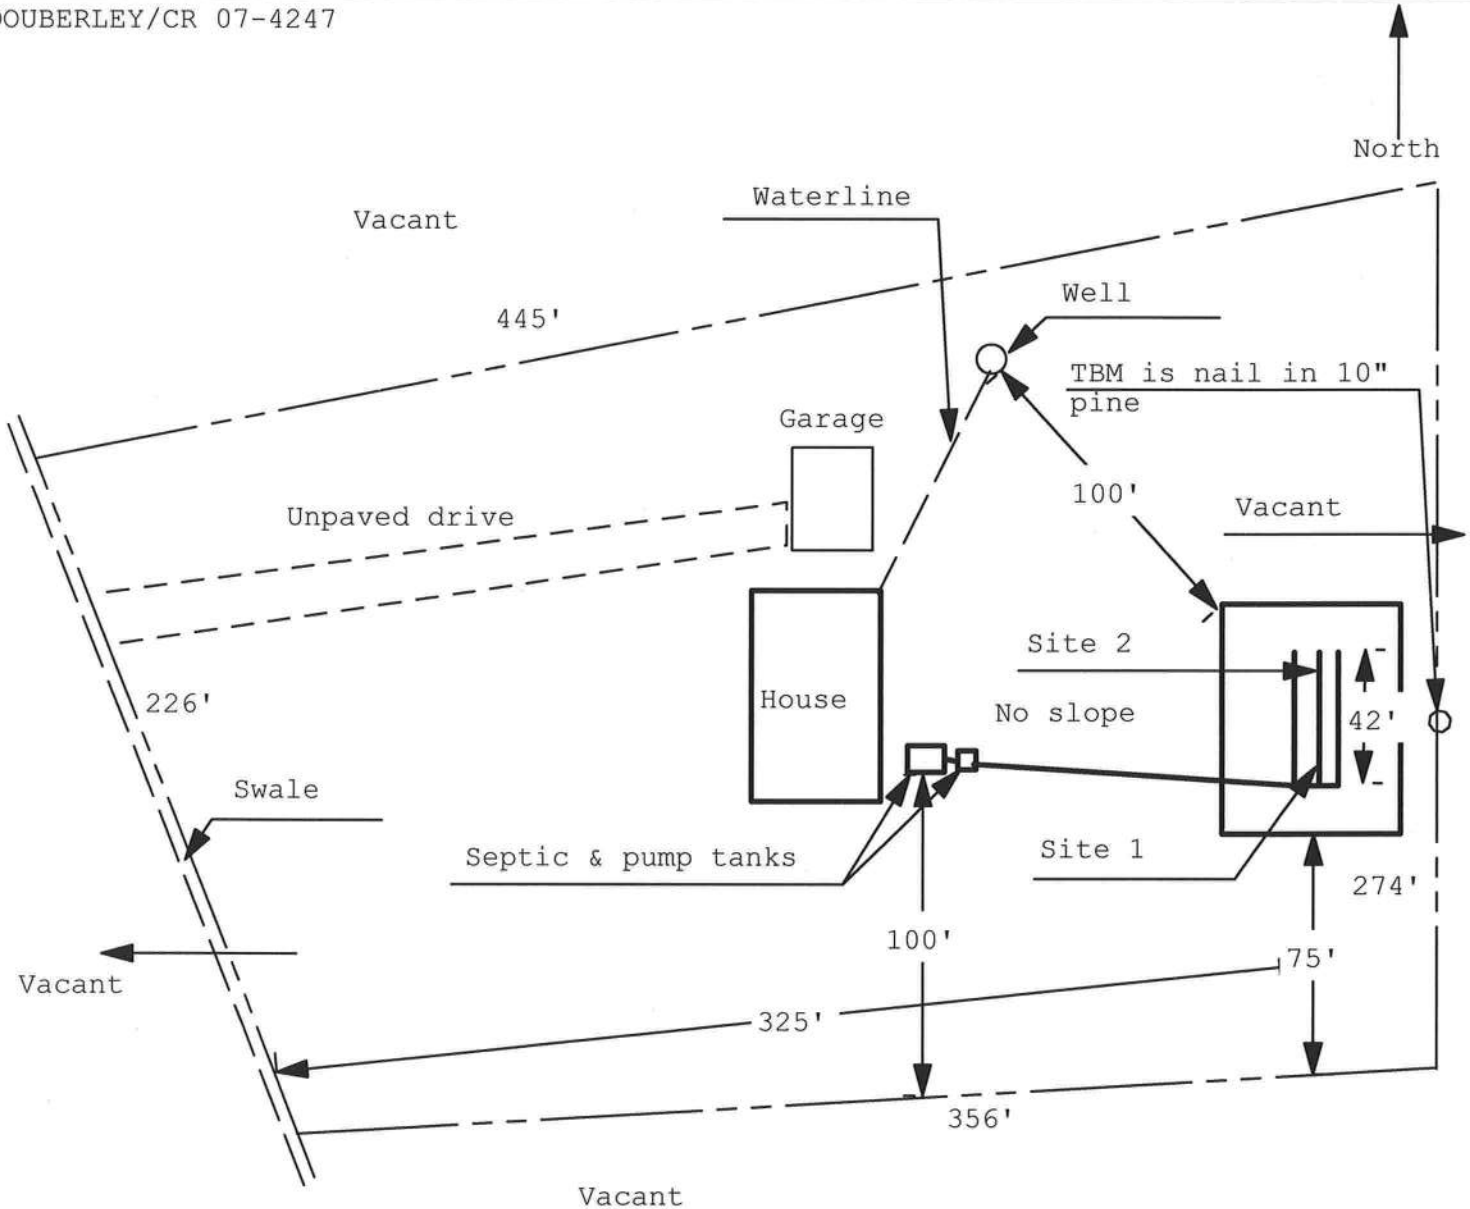 DOUBERLEY/CR 07-4247
North
Waterline
Vacant
Well
445'
TBM is nail in 10"
pine
Garage
100'
Vacant
Unpaved drive
Site 2
226'
House
No slope
42'
Swale
Septic & pump tanks
Site 1
274'
100'
75'
Vacant
325'
356'
Vacant